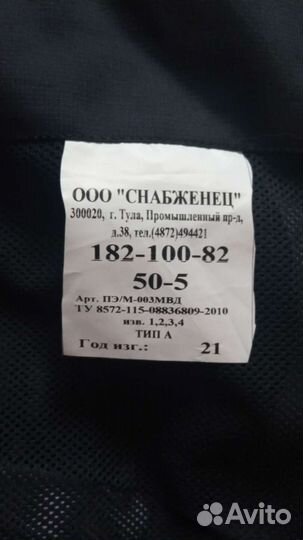 ООО "СНАБЖЕНЕЦ"
300020, г. Тула, Промышленный пр-д,
д.38, тел.(4872)494421
182-100-82
50-5
Арт. ПЭ/М-003МВД
ТУ 8572-115-08836809-2010
изв. 1,2,3,4
ТИП А
Год изг.: 21
Avito